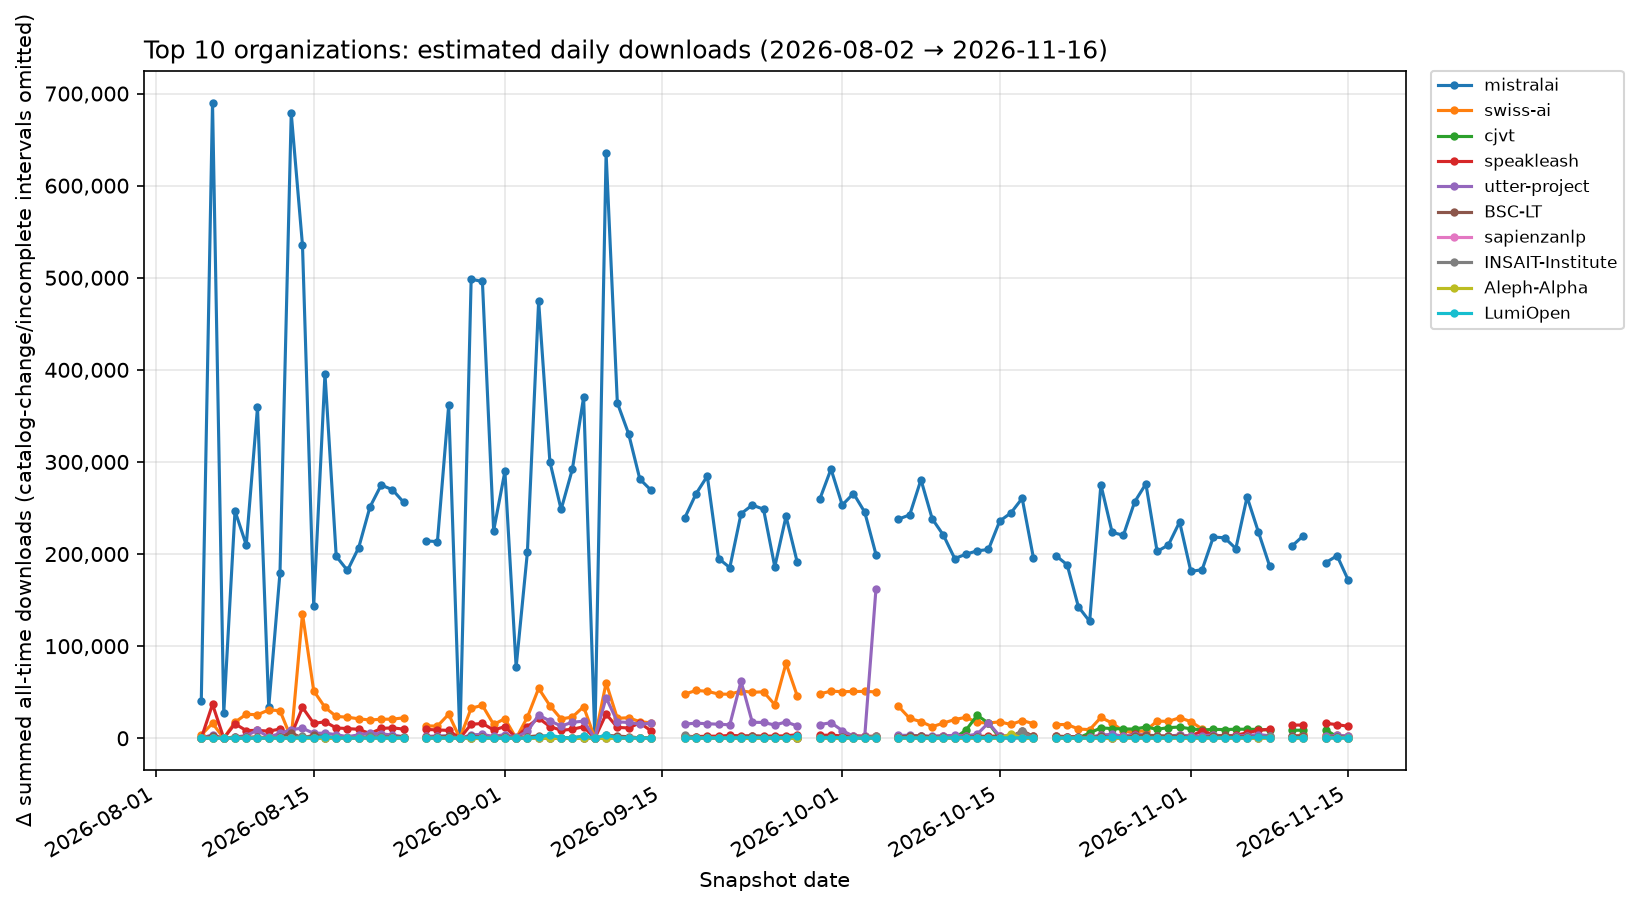 Top 10 organizations: estimated daily downloads (2026-08-02 → 2026-11-16)
Δ summed all-time downloads (catalog-change/incomplete intervals omitted)
700,000
600,000
500,000
400,000
300,000
200,000
100,000
0
2026-08-01
2026-08-15
2026-09-01
2026-09-15
2026-10-01
2026-10-15
2026-11-01
2026-11-15
Snapshot date
mistralai
swiss-ai
cjvt
speakleash
utter-project
BSC-LT
sapienzanlp
INSAIT-Institute
Aleph-Alpha
LumiOpen